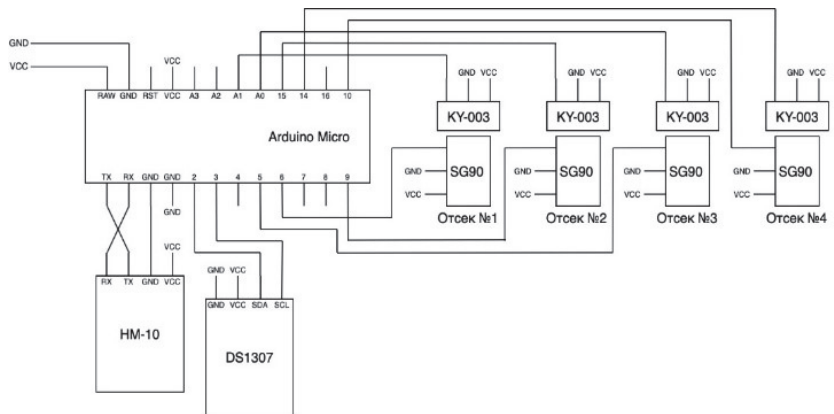 GND
VCC
VCC
RAW GND RST VCC A3 A2 A1 A0 15 14 16 10
Arduino Micro
TX RX GND GND 2 3 4 5 6 7 8 9
GND
GND VCC
KY-003
SG90
GND
VCC
Отсек №1
GND VCC
KY-003
SG90
GND
VCC
Отсек №2
GND VCC
KY-003
SG90
GND
VCC
Отсек №3
GND VCC
KY-003
SG90
GND
VCC
Отсек №4
VCC
RX TX GND VCC
HM-10
GND VCC
GND VCC SDA SCL
DS1307